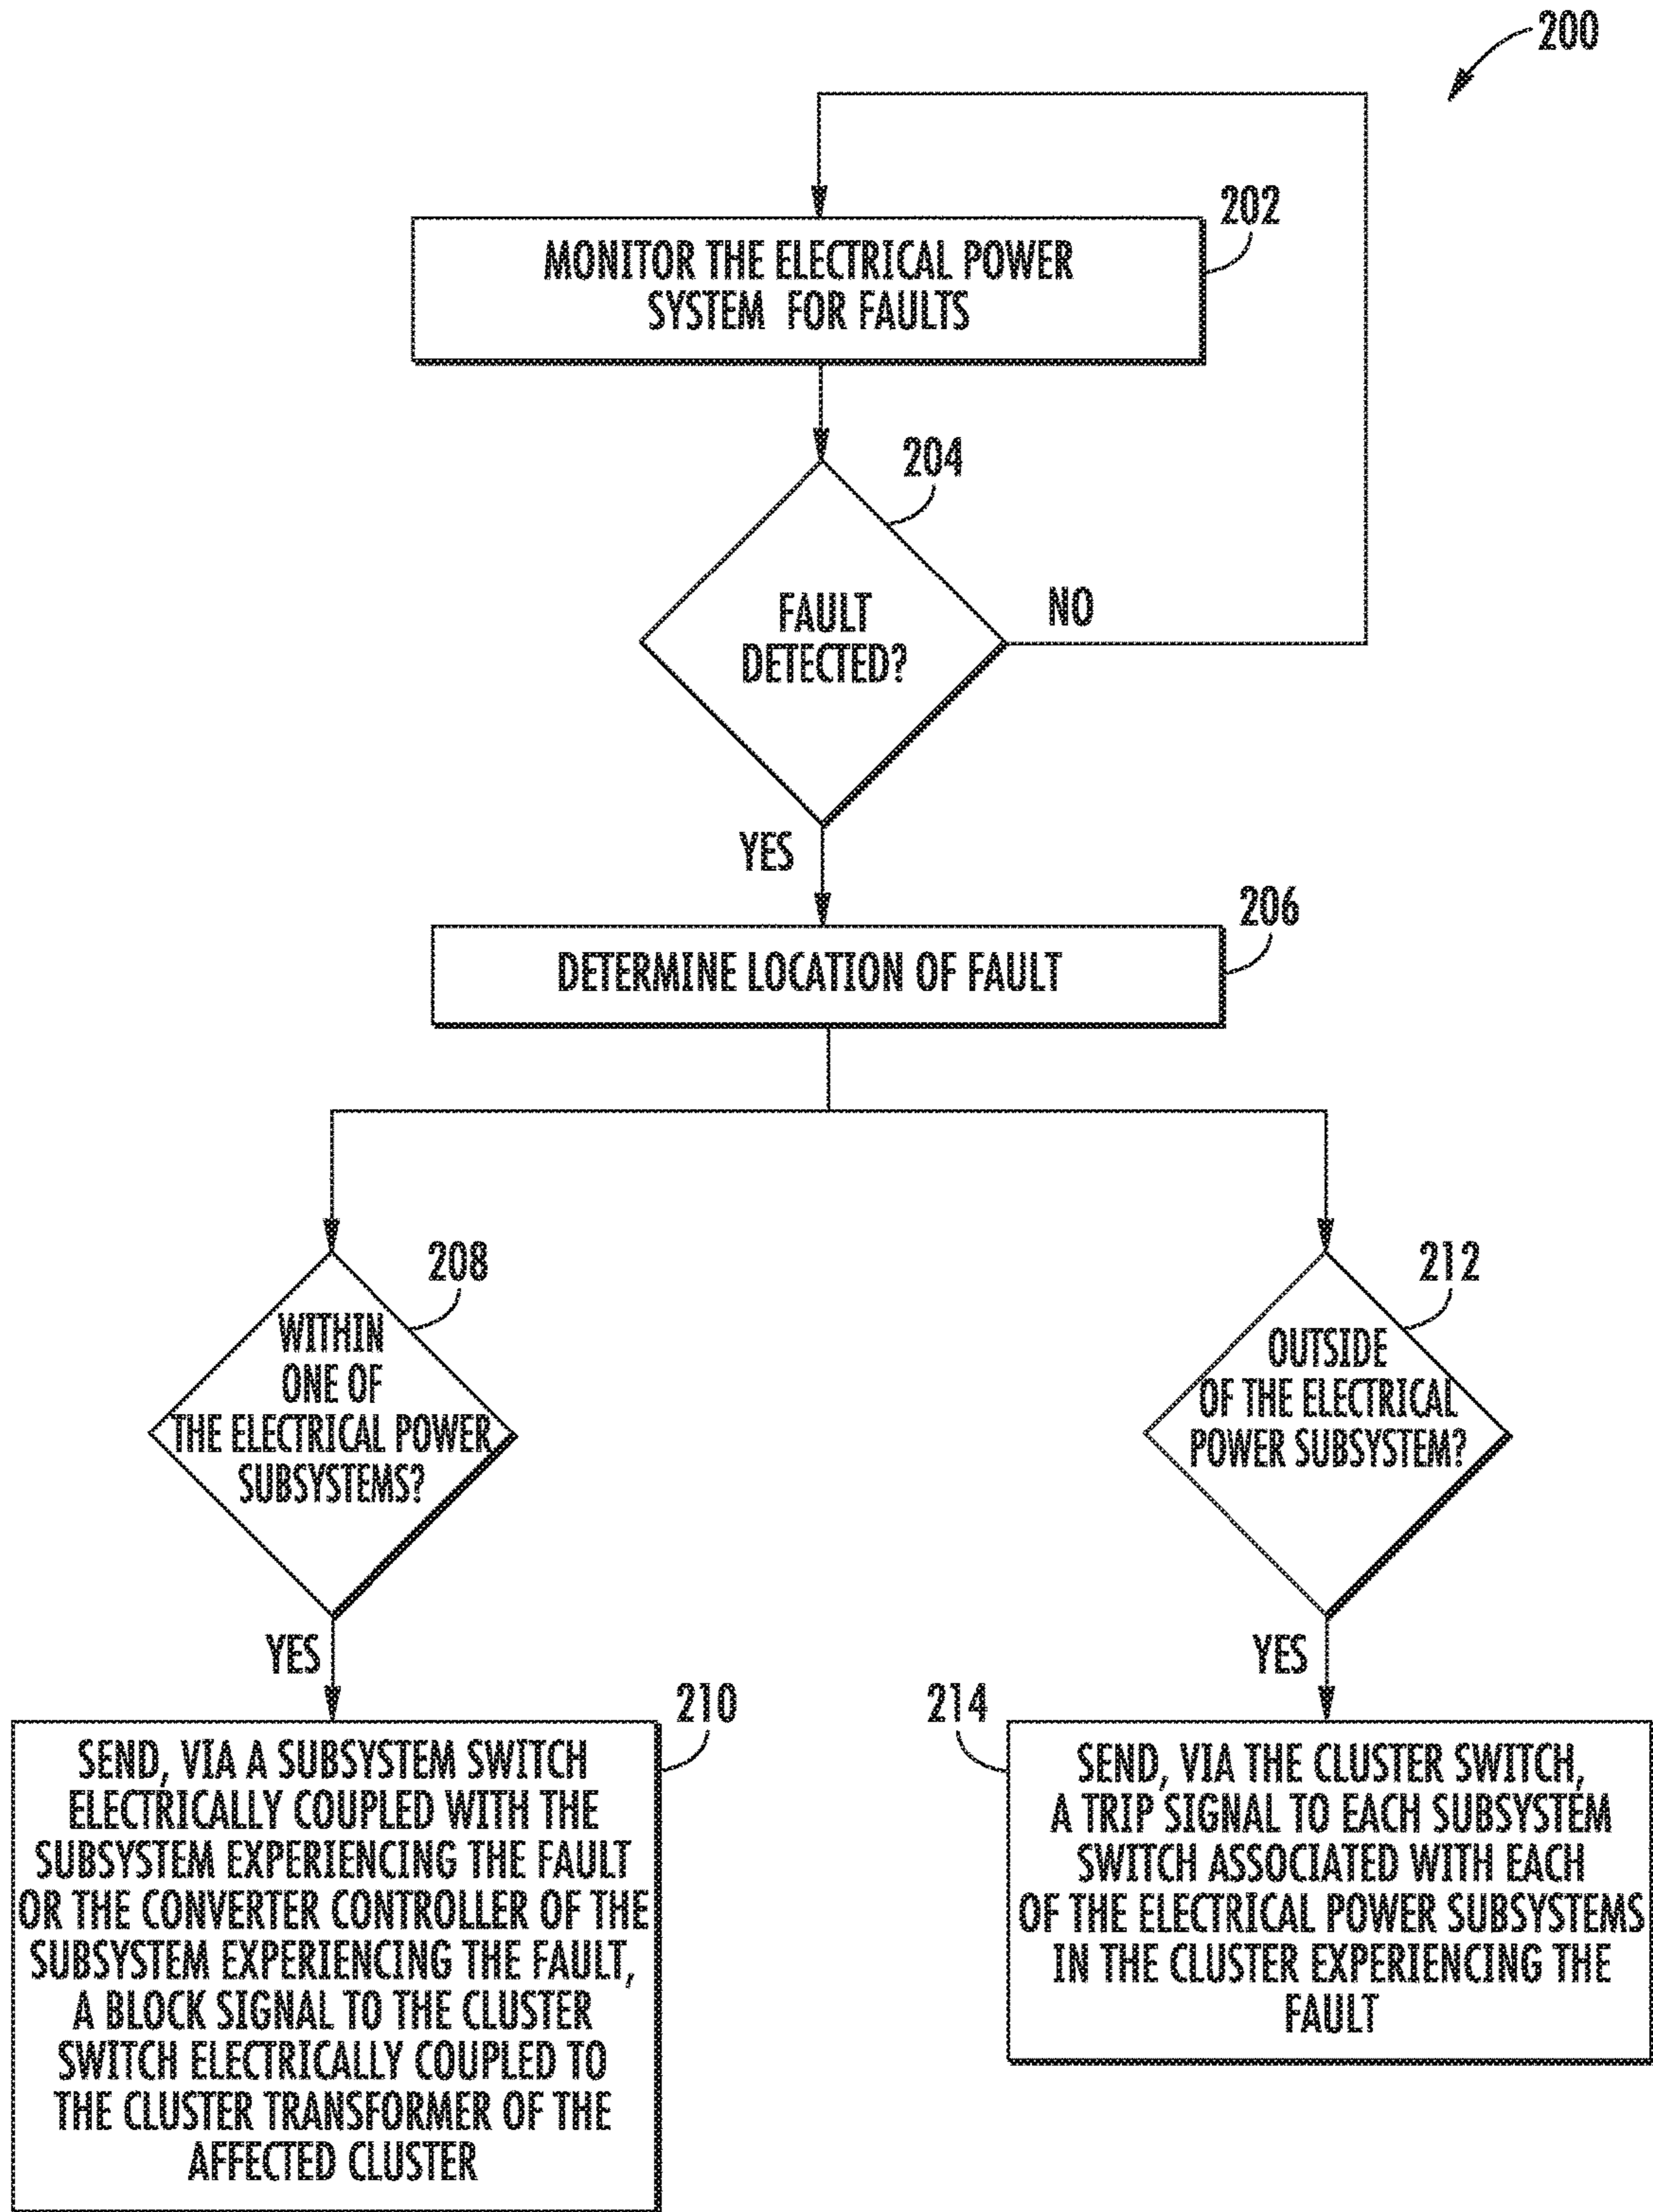 200
202
MONITOR THE ELECTRICAL POWER
SYSTEM FOR FAULTS
204
FAULT
DETECTED?
NO
YES
206
DETERMINE LOCATION OF FAULT
208
WITHIN
ONE OF
THE ELECTRICAL POWER
SUBSYSTEMS?
212
OUTSIDE
OF THE ELECTRICAL
POWER SUBSYSTEM?
YES
YES
210
SEND, VIA A SUBSYSTEM SWITCH
ELECTRICALLY COUPLED WITH THE
SUBSYSTEM EXPERIENCING THE FAULT
OR THE CONVERTER CONTROLLER OF THE
SUBSYSTEM EXPERIENCING THE FAULT,
A BLOCK SIGNAL TO THE CLUSTER
SWITCH ELECTRICALLY COUPLED TO
THE CLUSTER TRANSFORMER OF THE
AFFECTED CLUSTER
214
SEND, VIA THE CLUSTER SWITCH,
A TRIP SIGNAL TO EACH SUBSYSTEM
SWITCH ASSOCIATED WITH EACH
OF THE ELECTRICAL POWER SUBSYSTEMS
IN THE CLUSTER EXPERIENCING THE
FAULT